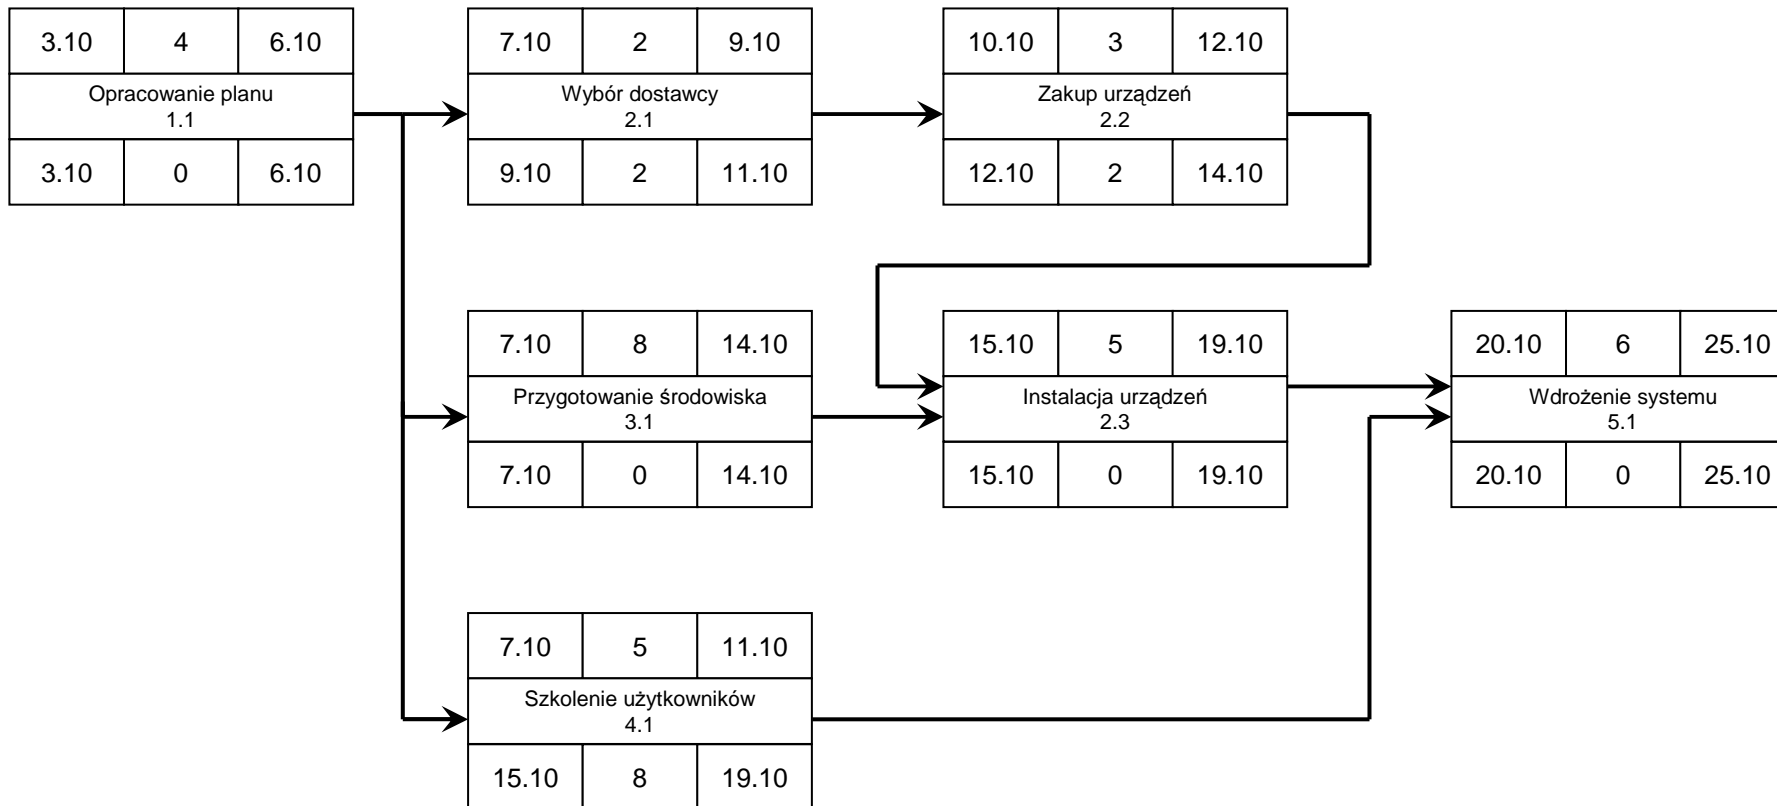 3.10 4 6.10
Opracowanie planu
1.1
3.10 0 6.10
7.10 2 9.10
Wybór dostawcy
2.1
9.10 2 11.10
10.10 3 12.10
Zakup urządzeń
2.2
12.10 2 14.10
7.10 8 14.10
Przygotowanie środowiska
3.1
7.10 0 14.10
15.10 5 19.10
Instalacja urządzeń
2.3
15.10 0 19.10
20.10 6 25.10
Wdrożenie systemu
5.1
20.10 0 25.10
7.10 5 11.10
Szkolenie użytkowników
4.1
15.10 8 19.10